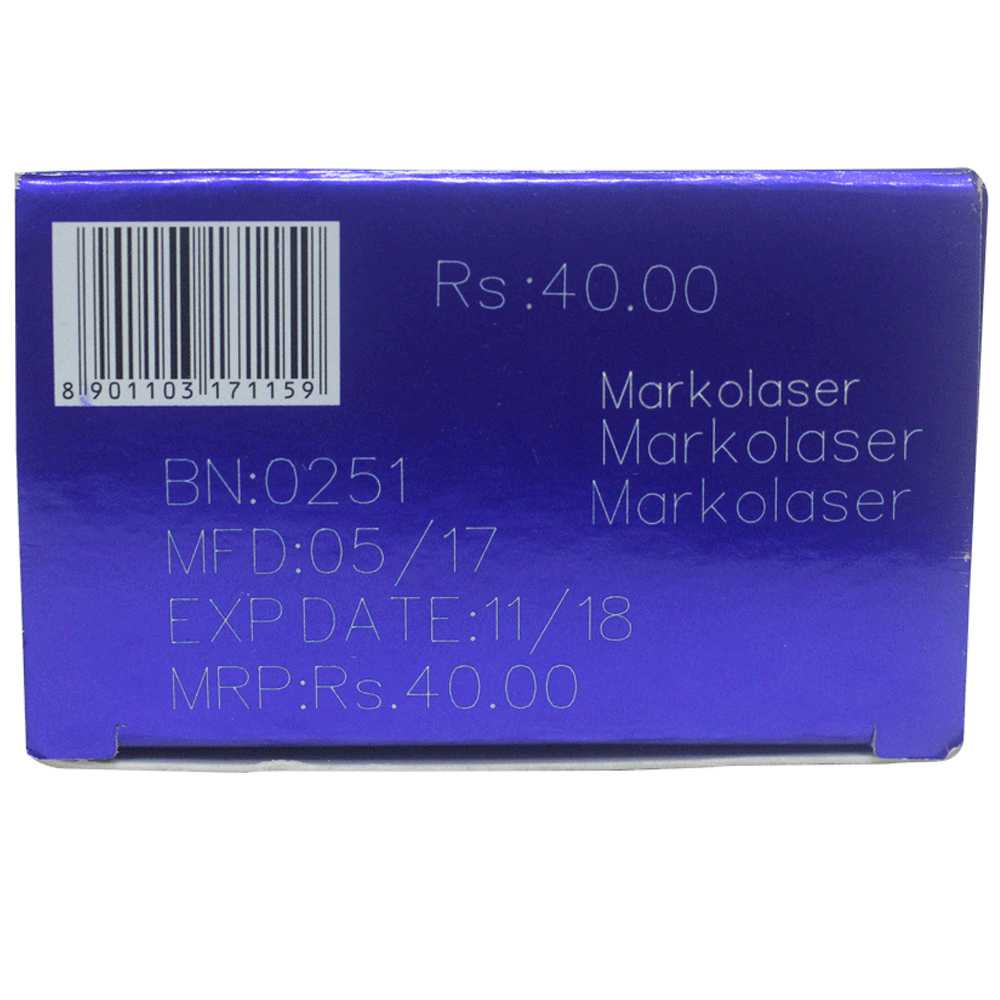 Rs:40.00
8 901103 171159
Markolaser
Markolaser
Markolaser
BN:0251
MFD:05/17
EXP DATE:11/18
MRP:Rs.40.00